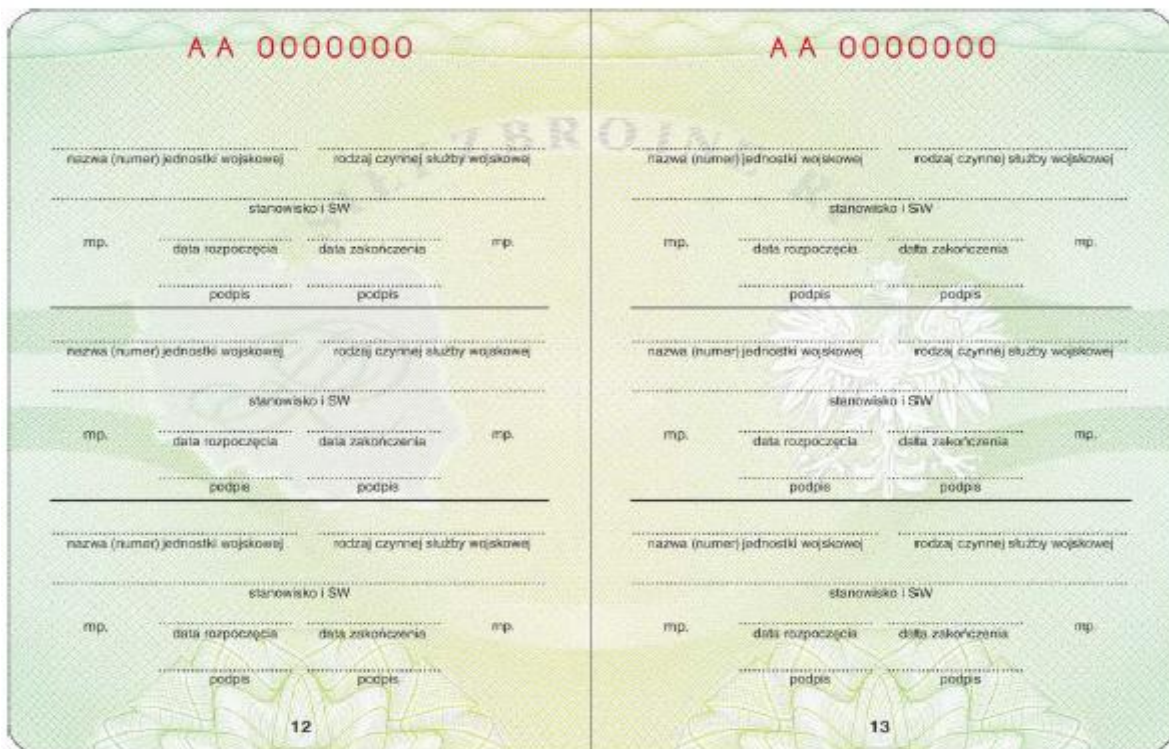 AA 0000000
nazwa (numer) jednostki wojskowej rodzaj czynnej służby wojskowej
stanowisko i SW
mp. data rozpoczęcia data zakończenia mp.
podpis podpis
nazwa (numer) jednostki wojskowej rodzaj czynnej służby wojskowej
stanowisko i SW
mp. data rozpoczęcia data zakończenia mp.
podpis podpis
nazwa (numer) jednostki wojskowej rodzaj czynnej służby wojskowej
stanowisko i SW
mp. data rozpoczęcia data zakończenia mp.
podpis podpis
12
AA 0000000
nazwa (numer) jednostki wojskowej rodzaj czynnej służby wojskowej
stanowisko i SW
mp. data rozpoczęcia data zakończenia mp.
podpis podpis
nazwa (numer) jednostki wojskowej rodzaj czynnej służby wojskowej
stanowisko i SW
mp. data rozpoczęcia data zakończenia mp.
podpis podpis
nazwa (numer) jednostki wojskowej rodzaj czynnej służby wojskowej
stanowisko i SW
mp. data rozpoczęcia data zakończenia mp.
podpis podpis
13